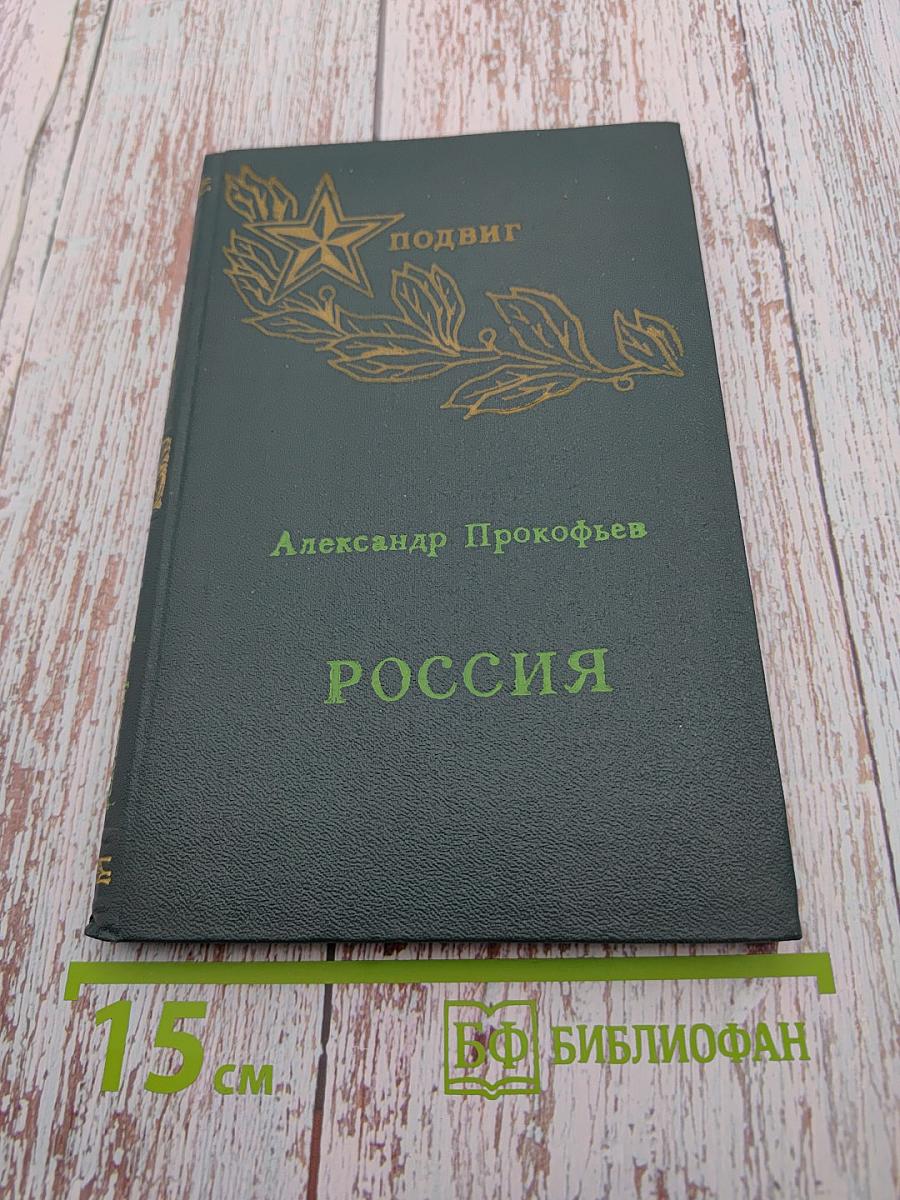 ПОДВИГ
Александр Прокофьев
РОССИЯ
15 см
БФ БИБЛИОФАН